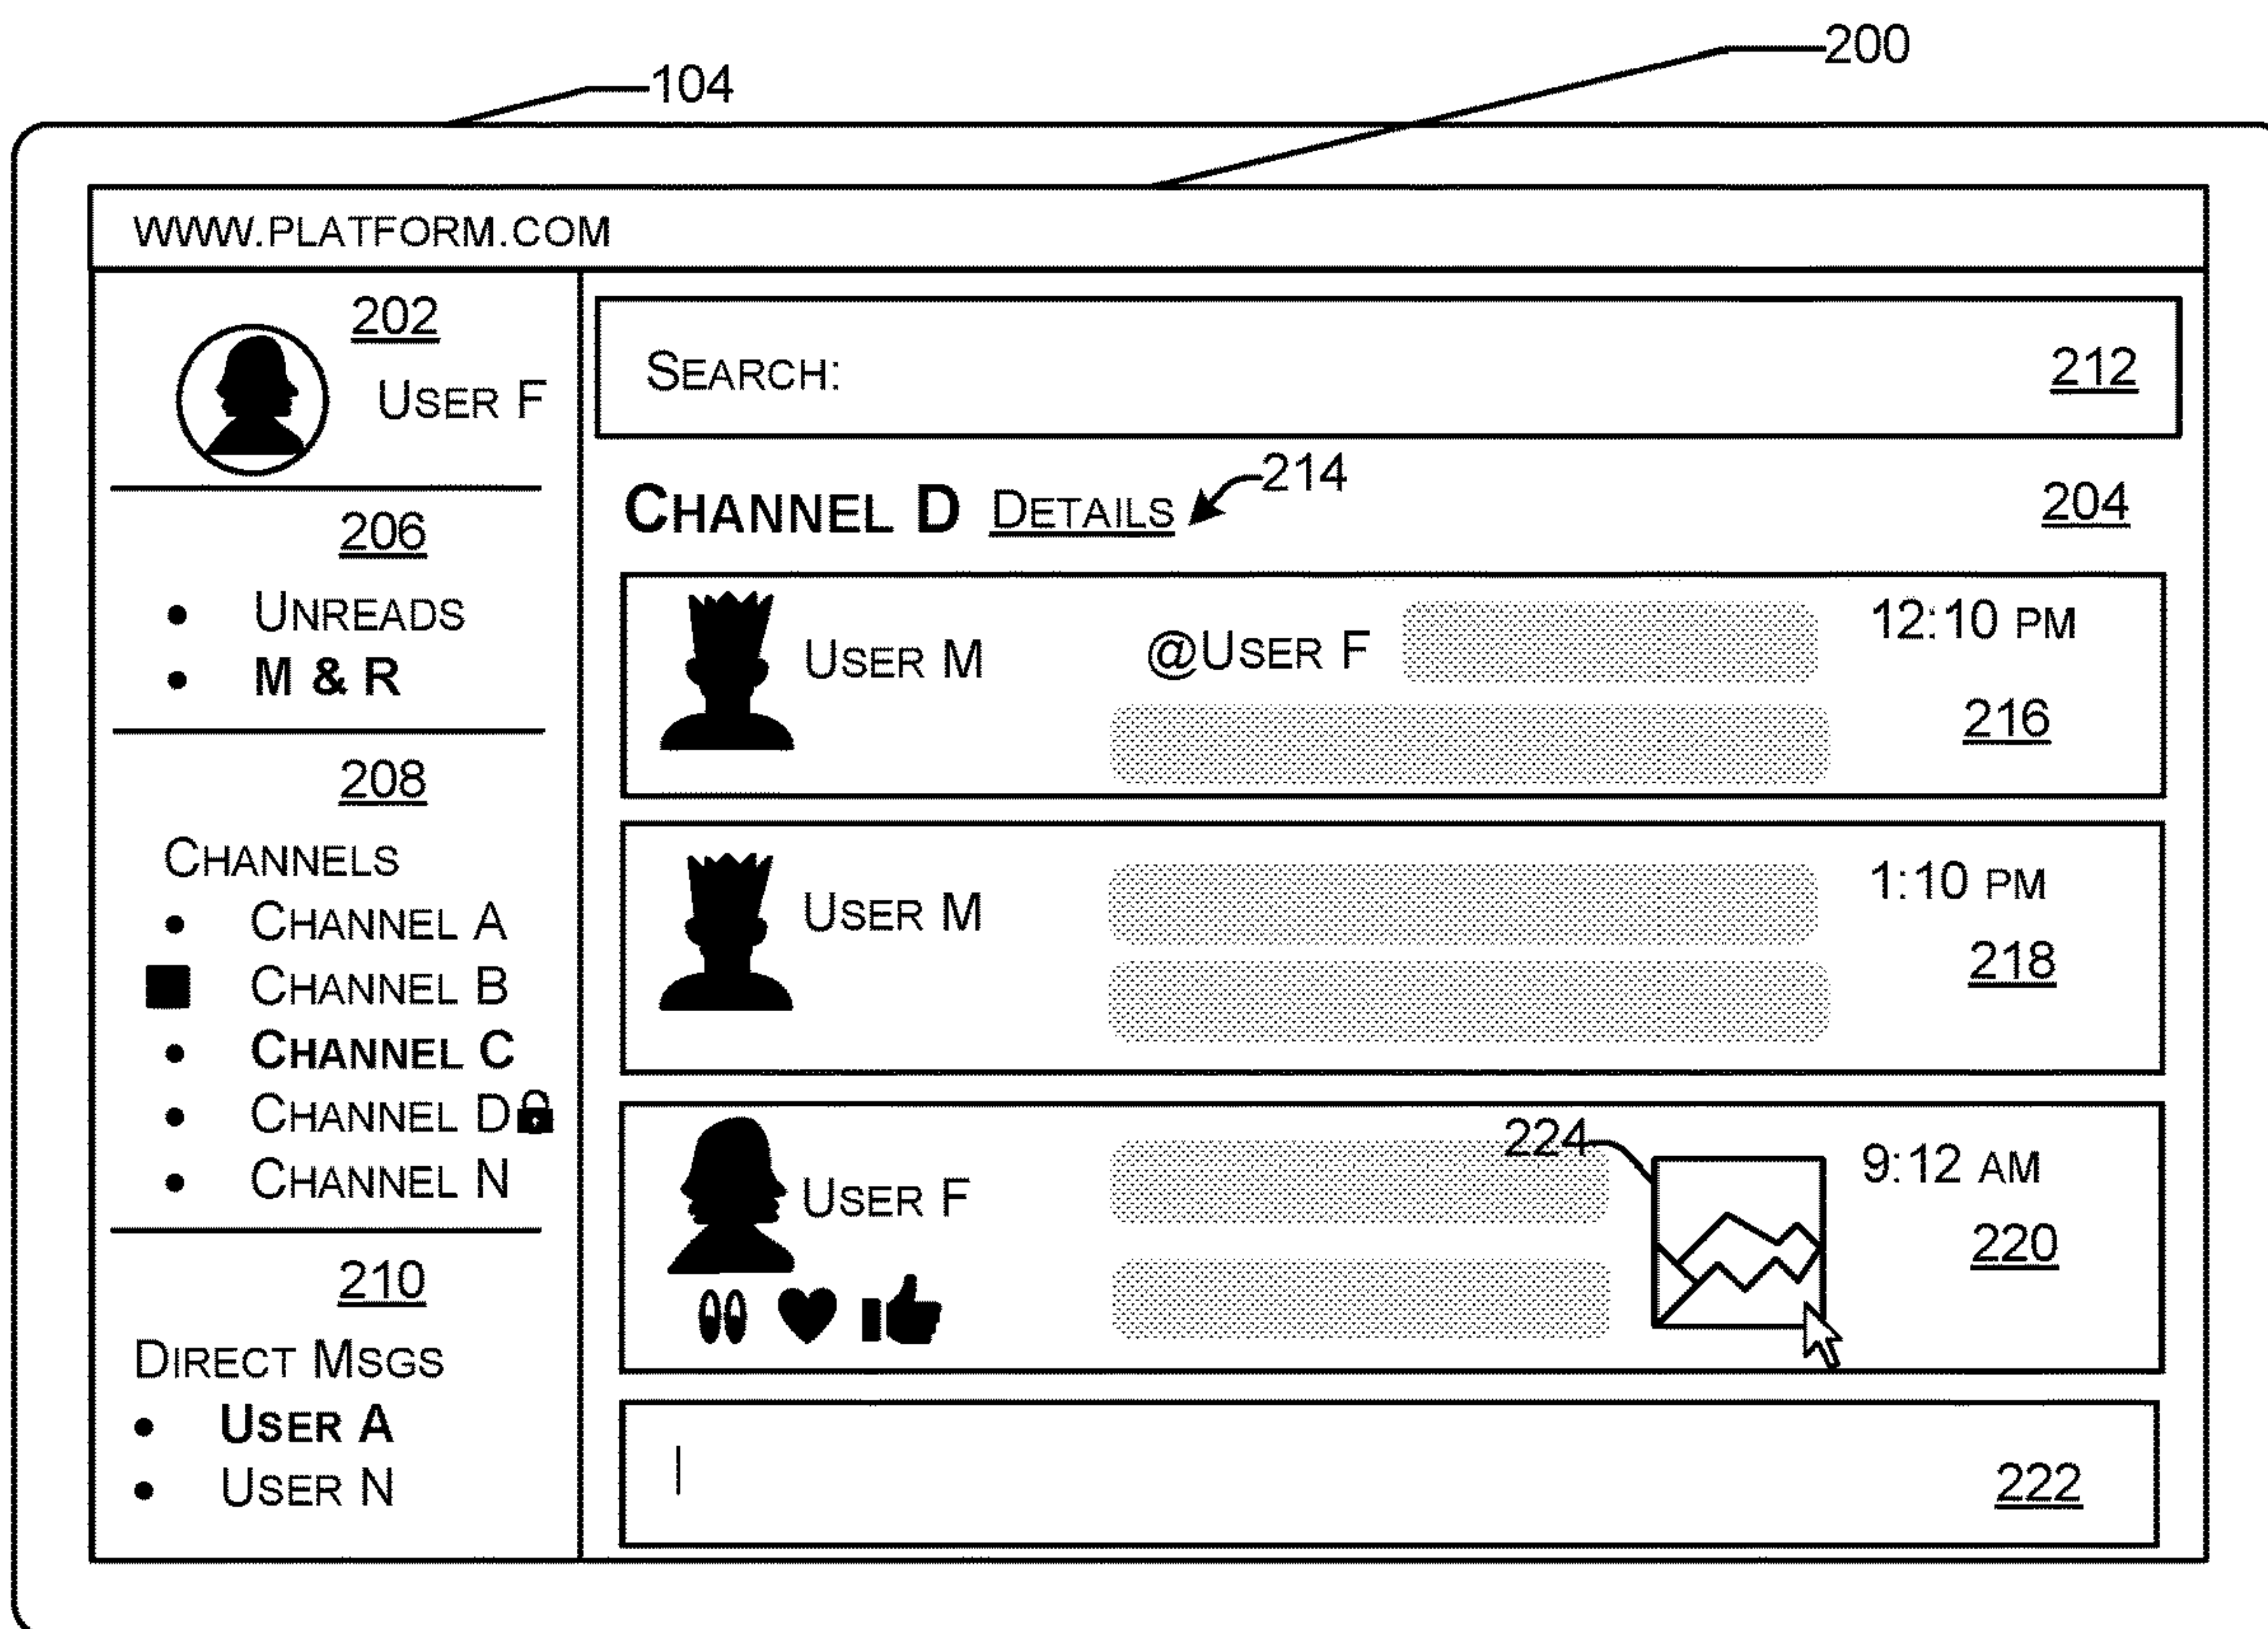 200
104
WWW.PLATFORM.COM
202
USER F
206
• UNREADS
• M & R
208
CHANNELS
• CHANNEL A
CHANNEL B
• CHANNEL C
• CHANNEL D
• CHANNEL N
210
DIRECT MSGS
• USER A
• USER N
SEARCH: 212
CHANNEL D DETAILS 214 204
USER M @USER F 12:10 PM
216
USER M 1:10 PM
218
224
USER F 9:12 AM
220
222